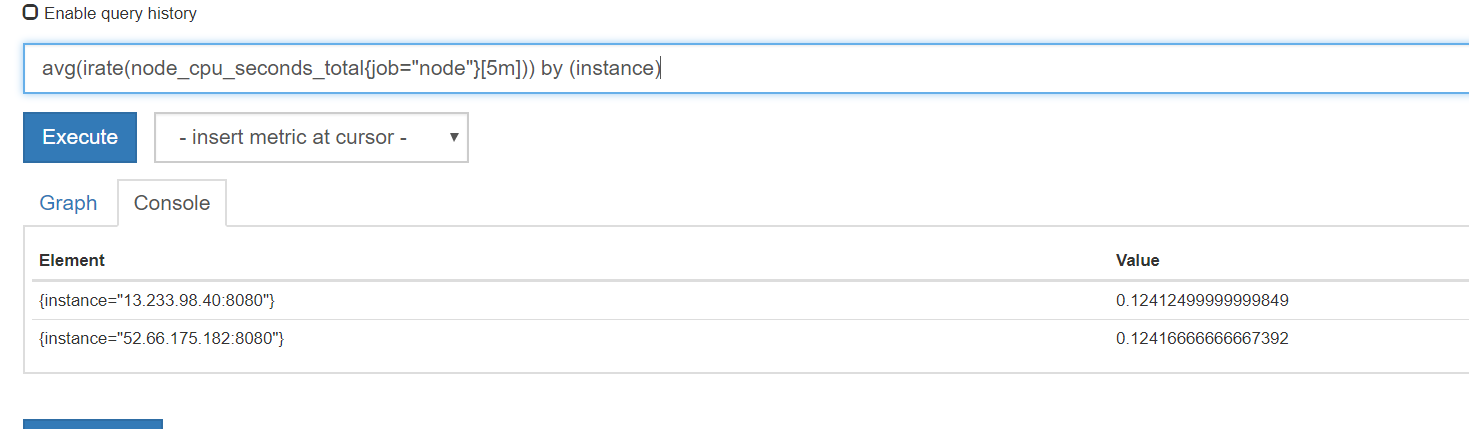 Enable query history
avg(irate(node_cpu_seconds_total{job="node"}[5m])) by (instance)
Execute
- insert metric at cursor -
Graph
Console
Element Value
{instance="13.233.98.40:8080"} 0.12412499999999849
{instance="52.66.175.182:8080"} 0.12416666666667392